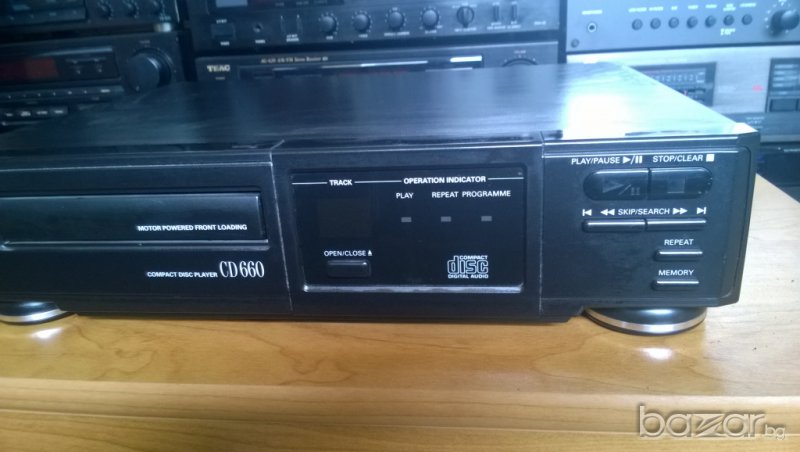 TEAC
TRACK
OPERATION INDICATOR
PLAY REPEAT PROGRAMME
PLAY/PAUSE ▶/II STOP/CLEAR ■
SKIP/SEARCH
MOTOR POWERED FRONT LOADING
OPEN/CLOSE
REPEAT
COMPACT DISC PLAYER CD 660
COMPACT
disc
DIGITAL AUDIO
MEMORY
bazar.bg